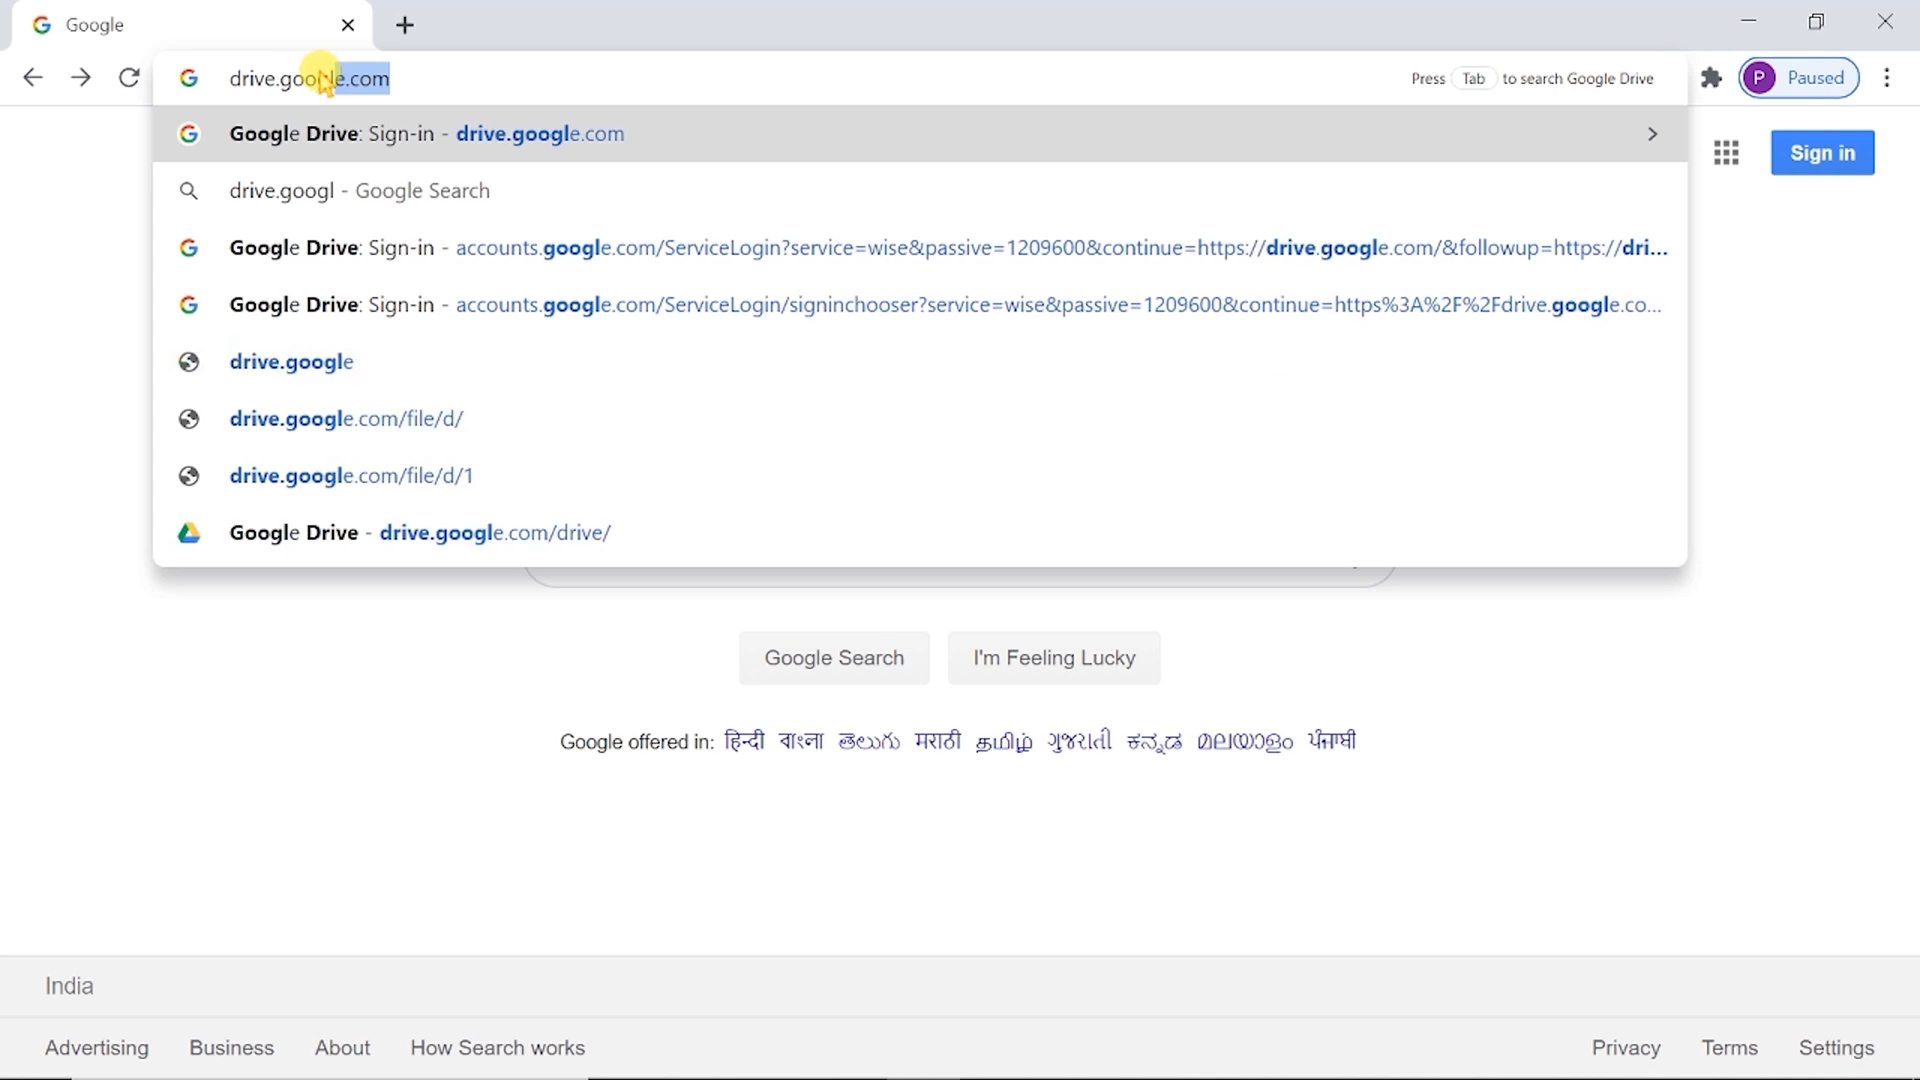 Google
drive.google.com
Press Tab to search Google Drive
P Paused
Google Drive: Sign-in - drive.google.com
Sign in
drive.googl - Google Search
Google Drive: Sign-in - accounts.google.com/ServiceLogin?service=wise&passive=1209600&continue=https://drive.google.com/&followup=https://dri...
Google Drive: Sign-in - accounts.google.com/ServiceLogin/signinchooser?service=wise&passive=1209600&continue=https%3A%2F%2Fdrive.google.co...
drive.google
drive.google.com/file/d/
drive.google.com/file/d/1
Google Drive - drive.google.com/drive/
Google Search
I'm Feeling Lucky
Google offered in: हिन्दी বাংলা తెలుగు मराठी தமிழ் ગુજરાતી ಕನ್ನಡ മലയാളം ਪੰਜਾਬੀ
India
Advertising Business About How Search works Privacy Terms Settings